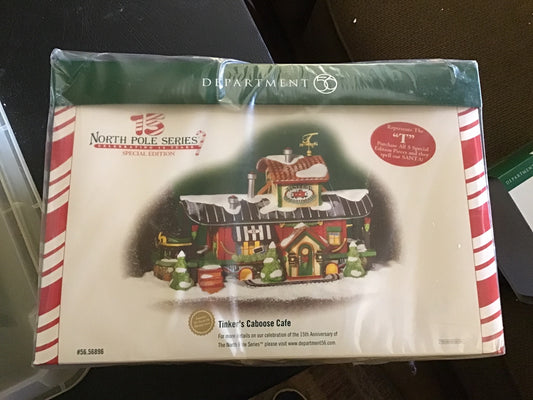 DEPARTMENT 56
15
NORTH POLE SERIES
CELEBRATING 15 YEARS
SPECIAL EDITION
Represents The
"T"
Purchase All 5 Special
Edition Pieces and they
spell out SANTA!
Tinker's Caboose Cafe
For more details on our celebration of the 15th Anniversary of
The North Pole Series™ please visit www.department56.com
#56.56896
DEPARTMENT